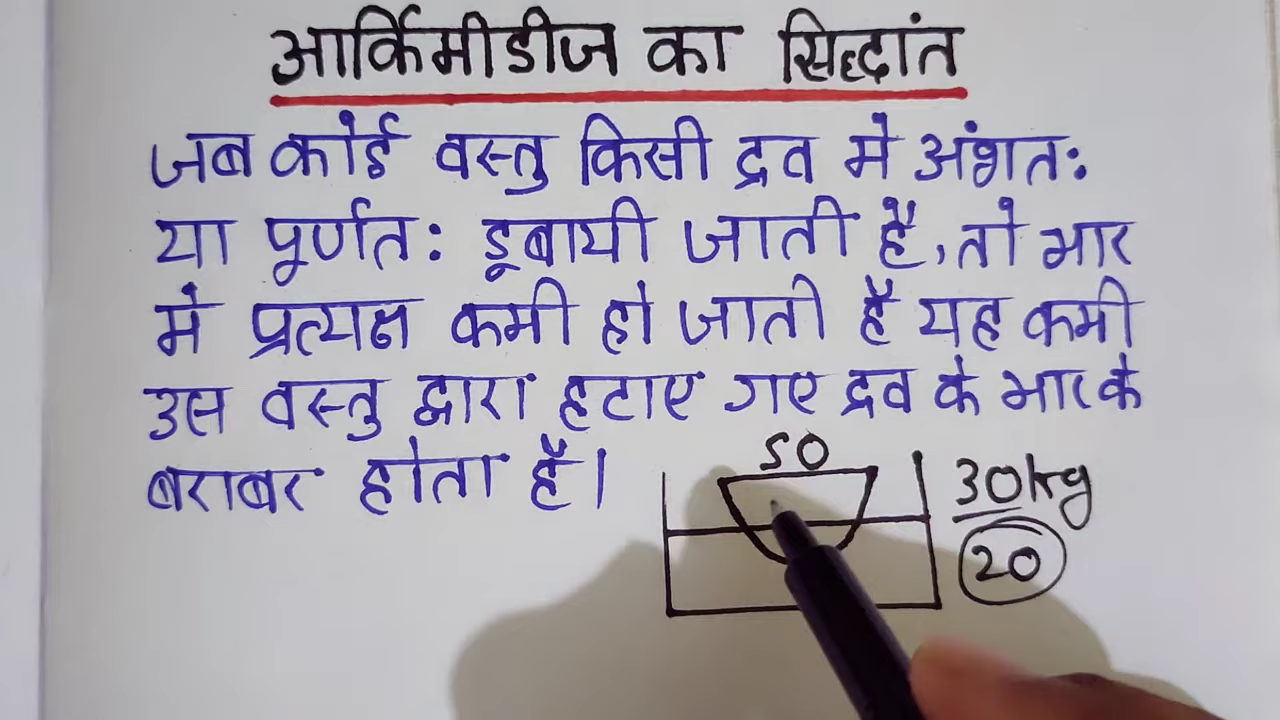 आर्किमीडीज का सिद्धांत
जब कोई वस्तु किसी द्रव मे अंशत:
या पूर्णत: डूबायी जाती है, तो भार
मे प्रत्यक्ष कमी हो जाती है यह कमी
उस वस्तु द्वारा हटाए गए द्रव के भार के
बराबर होता है।
50
30kg
20